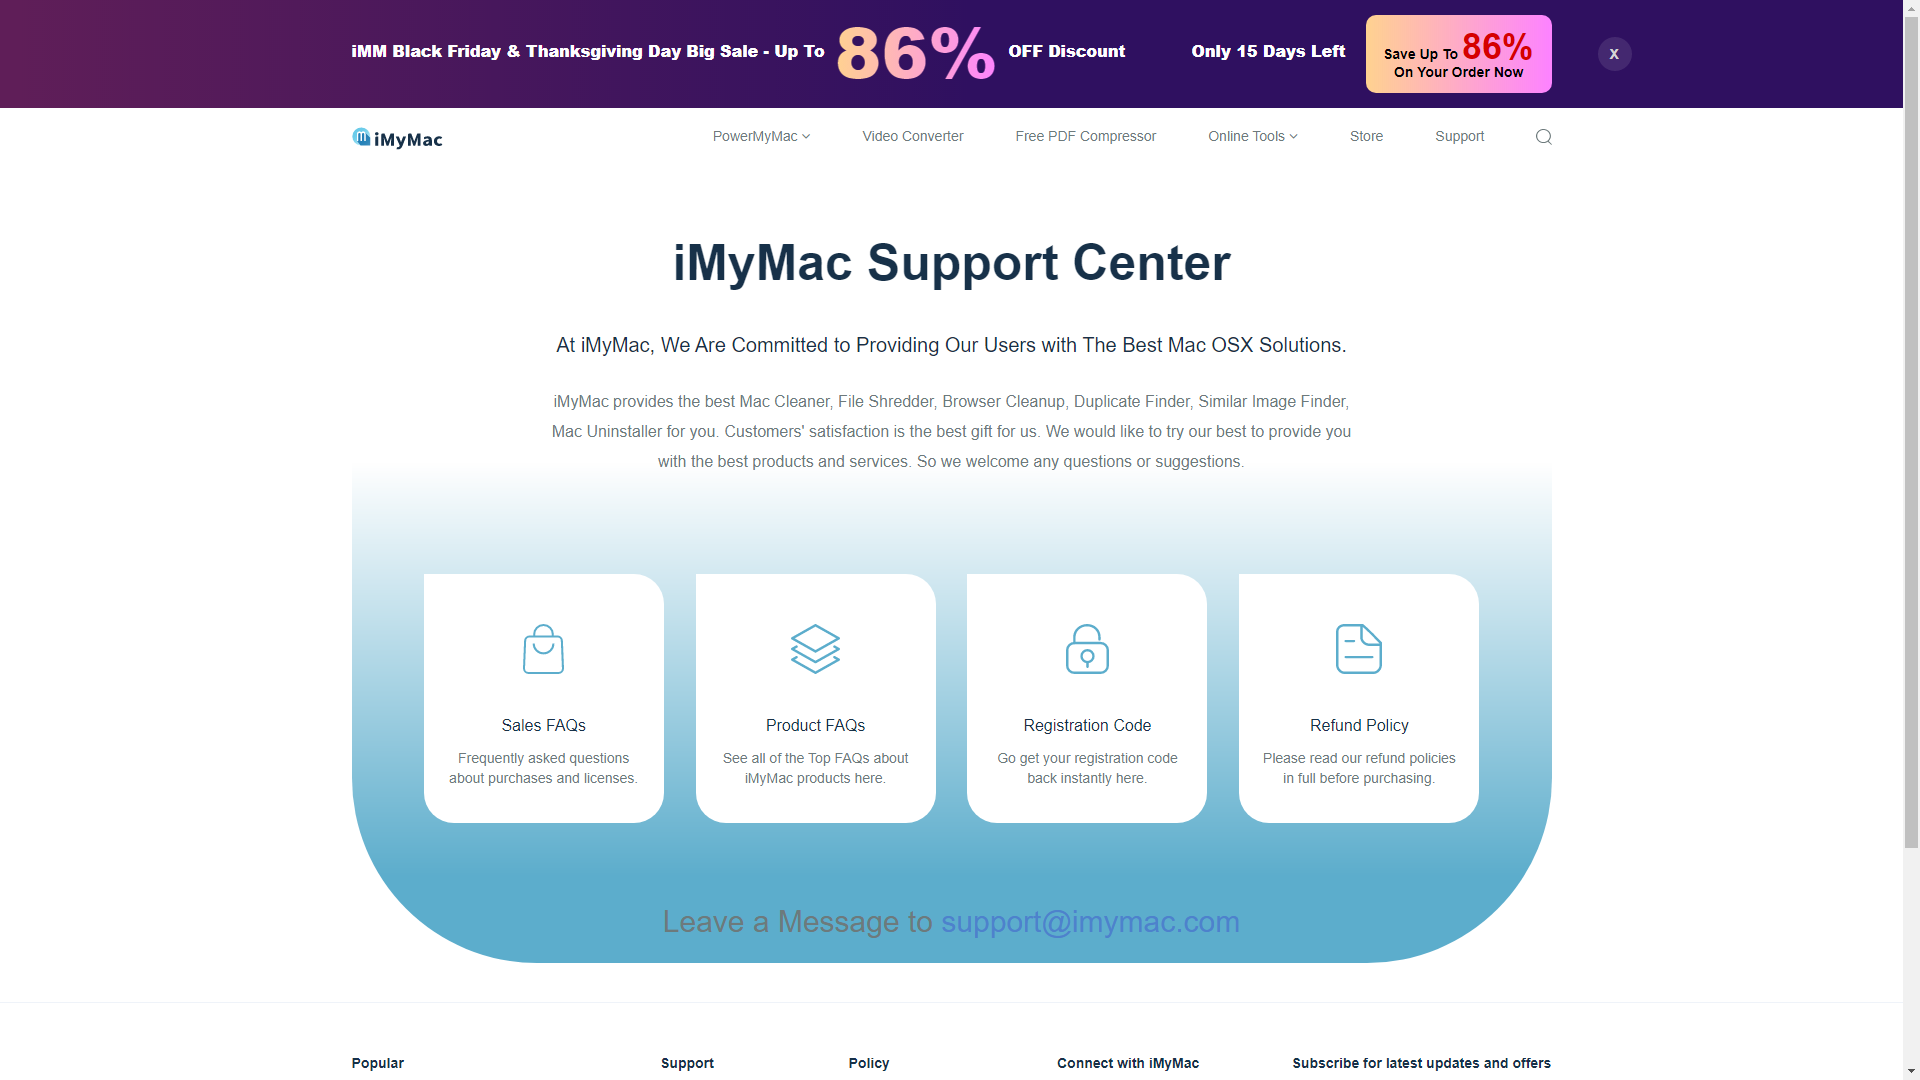 iMM Black Friday & Thanksgiving Day Big Sale - Up To 86% OFF Discount
Only 15 Days Left
Save Up To 86%
On Your Order Now
X
iMyMac
PowerMyMac
Video Converter
Free PDF Compressor
Online Tools
Store
Support
iMyMac Support Center
At iMyMac, We Are Committed to Providing Our Users with The Best Mac OSX Solutions.
iMyMac provides the best Mac Cleaner, File Shredder, Browser Cleanup, Duplicate Finder, Similar Image Finder,
Mac Uninstaller for you. Customers' satisfaction is the best gift for us. We would like to try our best to provide you
with the best products and services. So we welcome any questions or suggestions.
Sales FAQs
Frequently asked questions
about purchases and licenses.
Product FAQs
See all of the Top FAQs about
iMyMac products here.
Registration Code
Go get your registration code
back instantly here.
Refund Policy
Please read our refund policies
in full before purchasing.
Leave a Message to support@imymac.com
Popular
Support
Policy
Connect with iMyMac
Subscribe for latest updates and offers